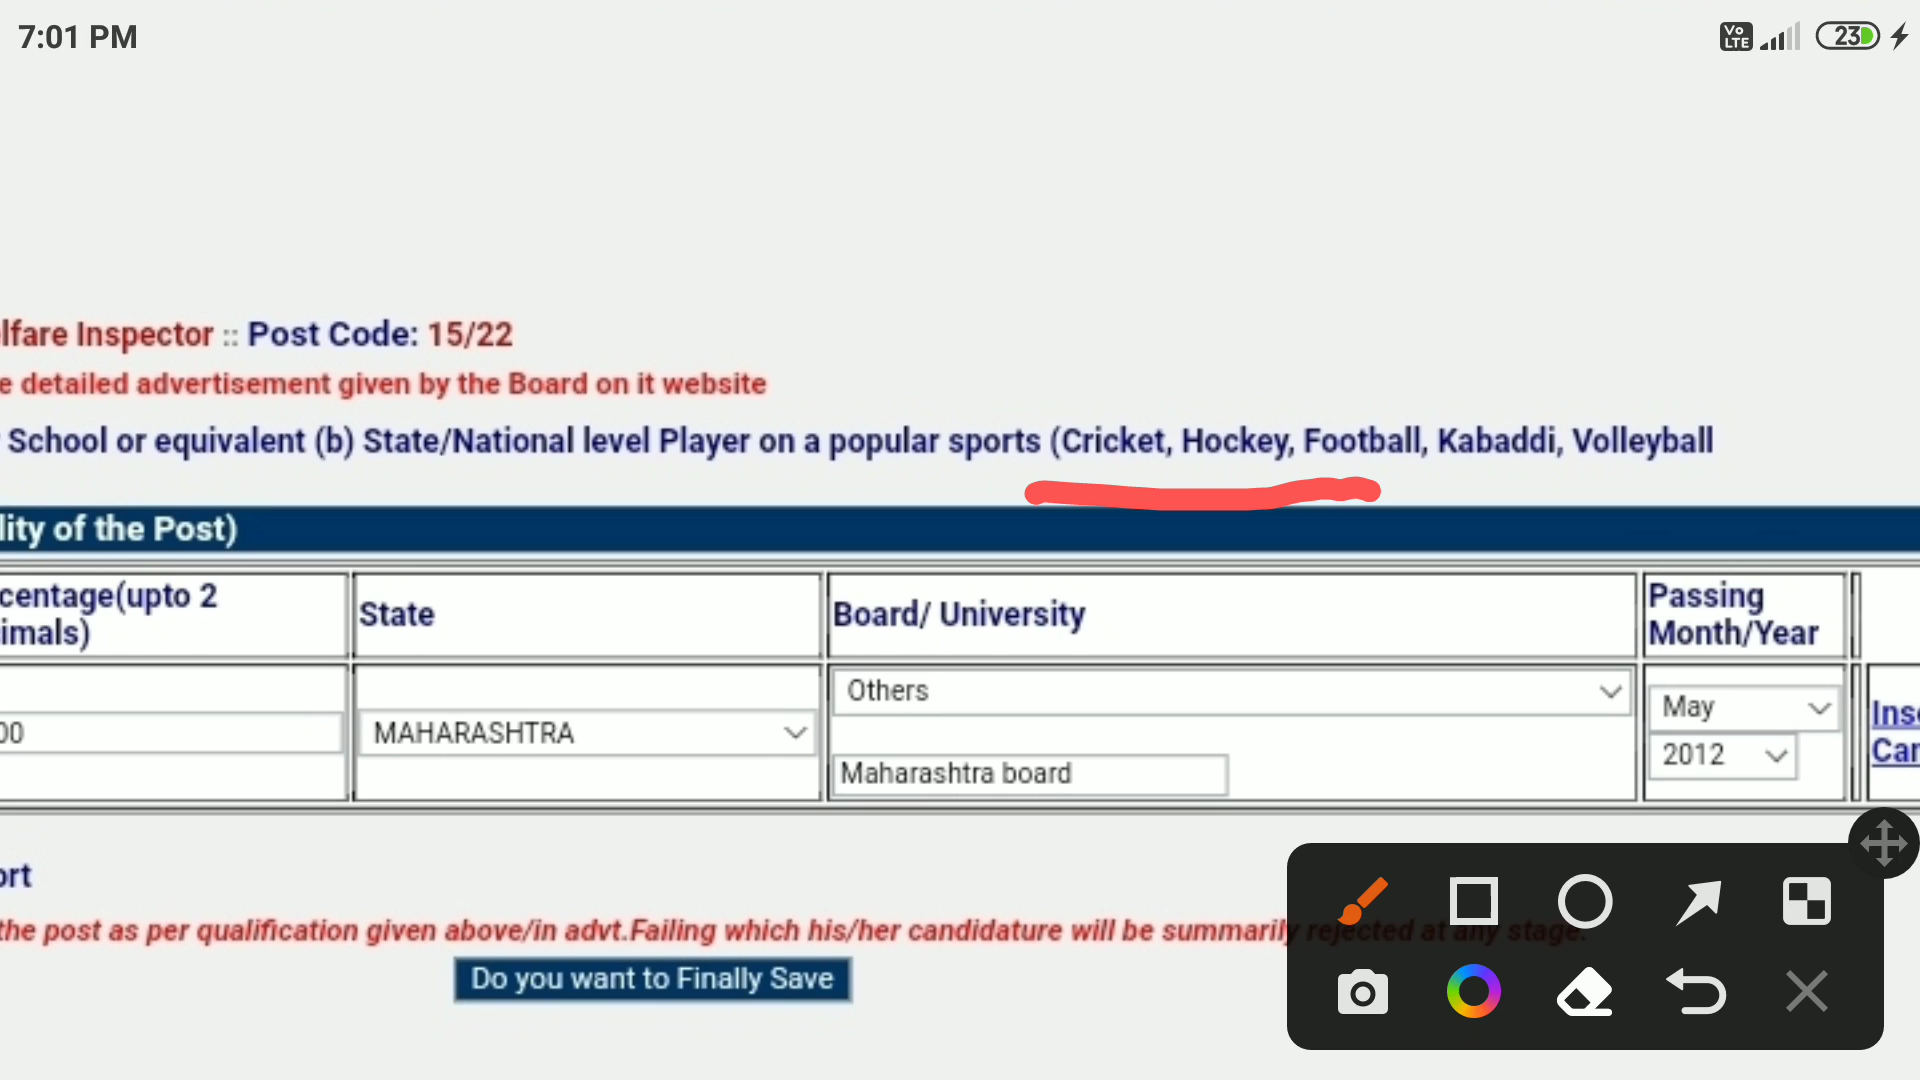 7:01 PM
Vo LTE
23
lfare Inspector :: Post Code: 15/22
e detailed advertisement given by the Board on it website
School or equivalent (b) State/National level Player on a popular sports (Cricket, Hockey, Football, Kabaddi, Volleyball
lity of the Post)
centage(upto 2
imals)
State
Board/ University
Passing
Month/Year
00
MAHARASHTRA
Others
Maharashtra board
May
2012
Ins
Car
ort
the post as per qualification given above/in advt.Failing which his/her candidature will be summarily rejected at any stage.
Do you want to Finally Save